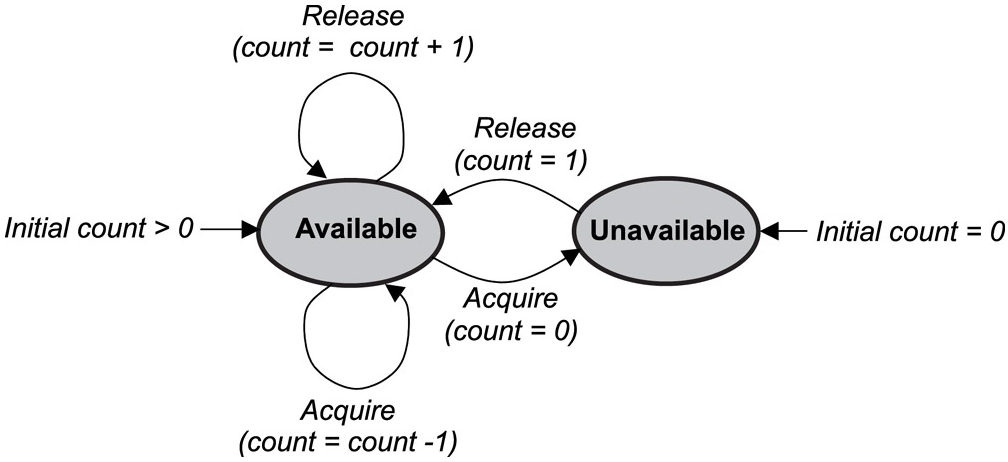 Release
(count = count + 1)
Release
(count = 1)
Initial count > 0
Available
Unavailable
Initial count = 0
Acquire
(count = 0)
Acquire
(count = count -1)